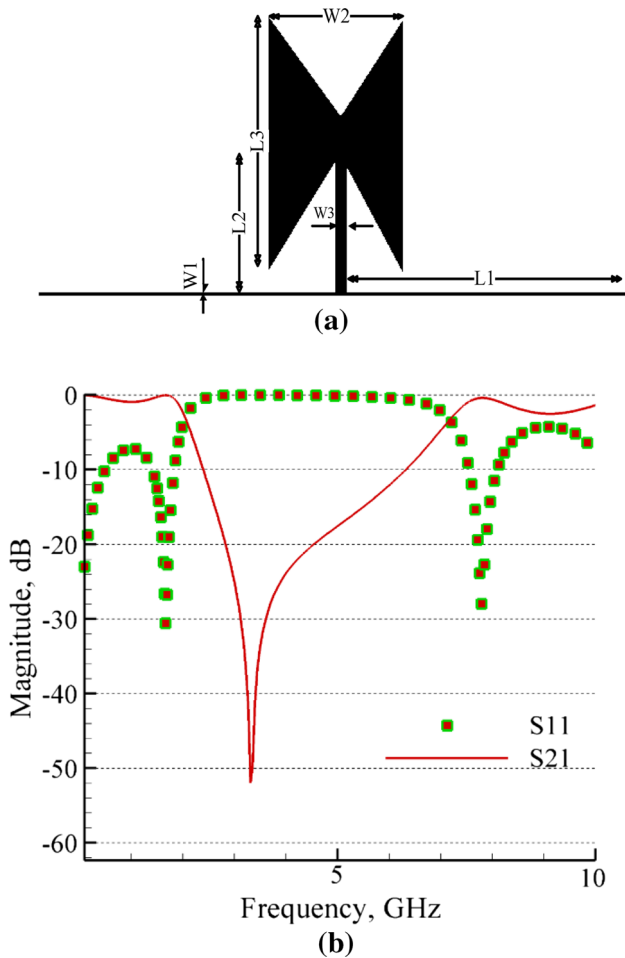 W2
L3
L2
W3
W1
L1
(a)
0
-10
-20
-30
-40
-50
-60
Magnitude, dB
S11
S21
5
10
Frequency, GHz
(b)